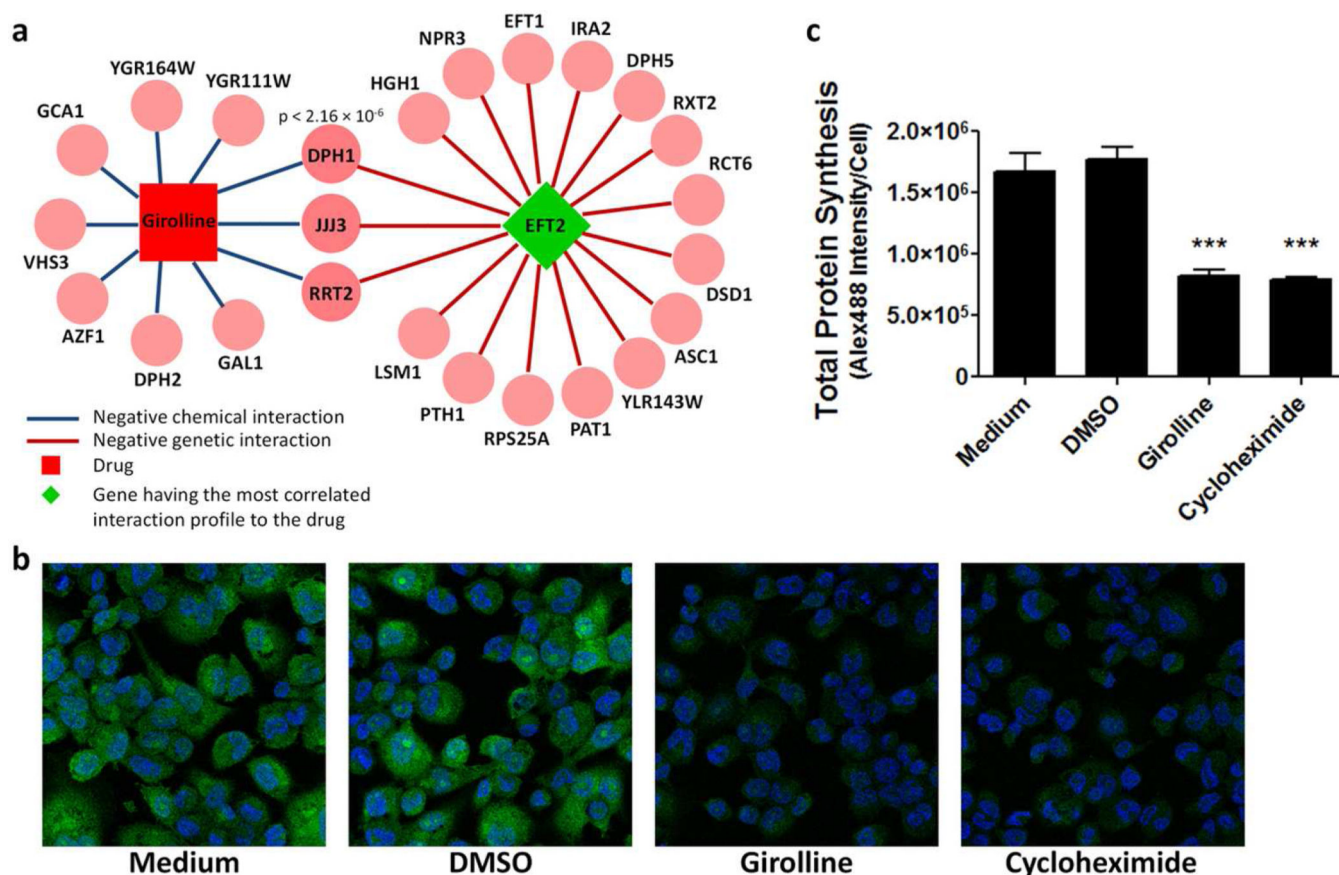 a
YGR164W
YGR111W
GCA1
p < 2.16 × 10⁻⁶
DPH1
Girolline
JJJ3
VHS3
RRT2
AZF1
DPH2
GAL1
EFT1
IRA2
NPR3
DPH5
HGH1
RXT2
RCT6
EFT2
DSD1
ASC1
LSM1
YLR143W
PTH1
RPS25A
PAT1
Negative chemical interaction
Negative genetic interaction
Drug
Gene having the most correlated
interaction profile to the drug
c
Total Protein Synthesis
(Alex488 Intensity/Cell)
2.0×10⁶
1.5×10⁶
1.0×10⁶
5.0×10⁵
0
***
***
Medium
DMSO
Girolline
Cycloheximide
b
Medium
DMSO
Girolline
Cycloheximide